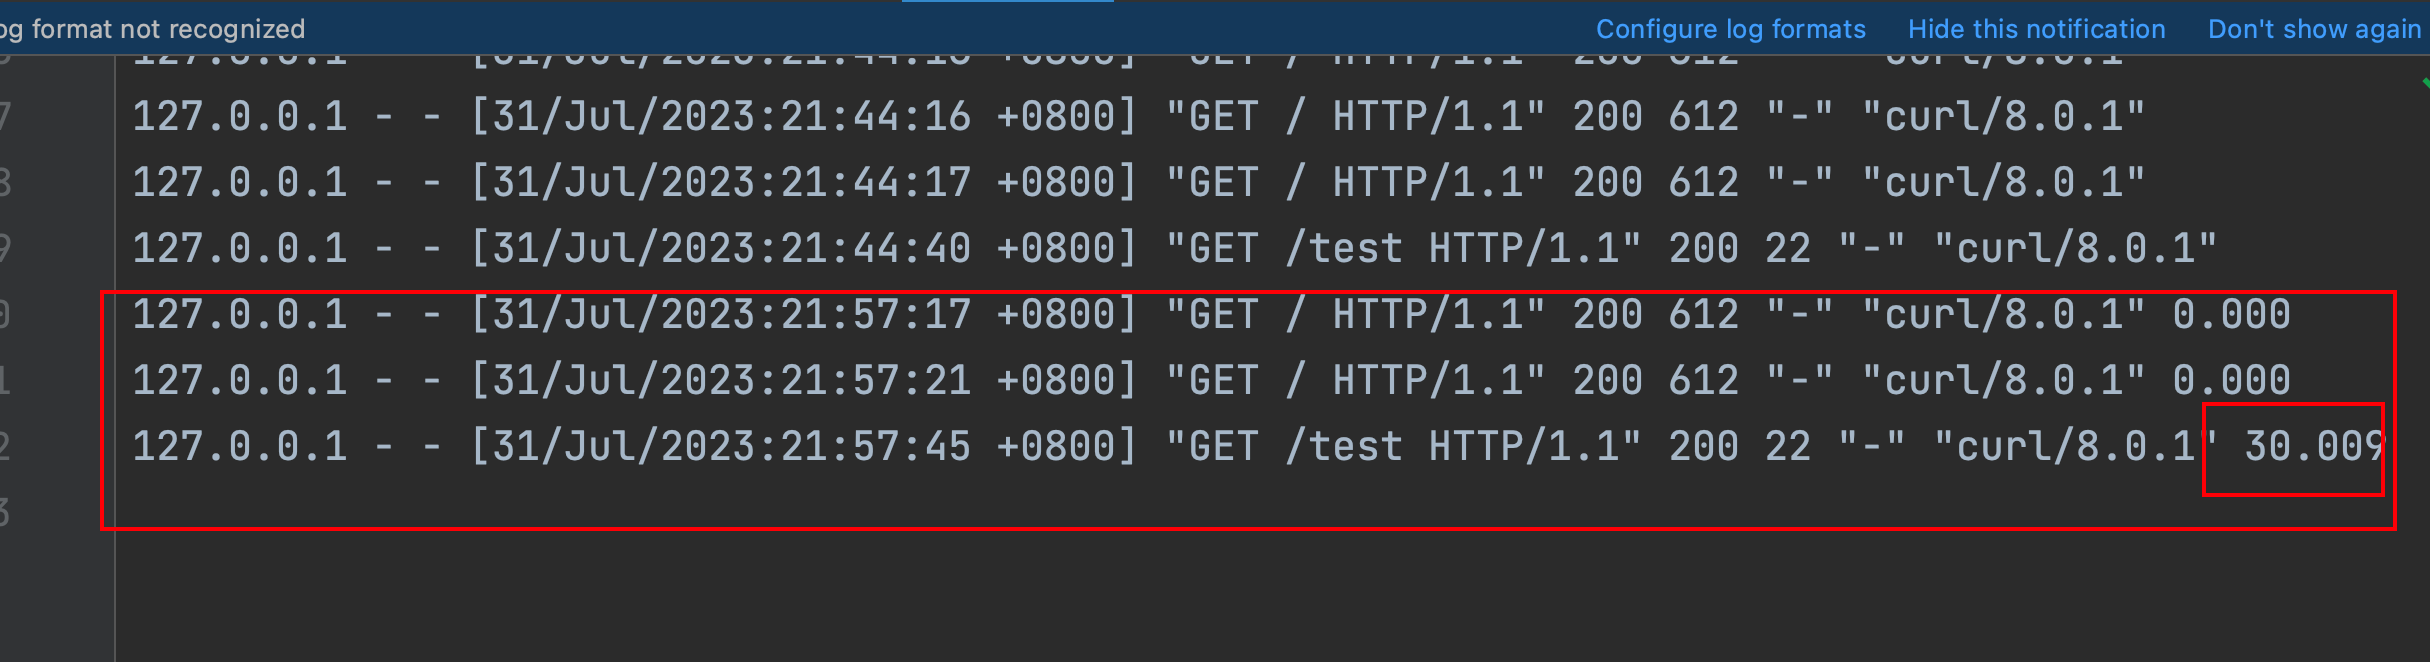 og format not recognized Configure log formats Hide this notification Don't show again
7 127.0.0.1 - - [31/Jul/2023:21:44:16 +0800] "GET / HTTP/1.1" 200 612 "-" "curl/8.0.1"
8 127.0.0.1 - - [31/Jul/2023:21:44:17 +0800] "GET / HTTP/1.1" 200 612 "-" "curl/8.0.1"
9 127.0.0.1 - - [31/Jul/2023:21:44:40 +0800] "GET /test HTTP/1.1" 200 22 "-" "curl/8.0.1"
0 127.0.0.1 - - [31/Jul/2023:21:57:17 +0800] "GET / HTTP/1.1" 200 612 "-" "curl/8.0.1" 0.000
1 127.0.0.1 - - [31/Jul/2023:21:57:21 +0800] "GET / HTTP/1.1" 200 612 "-" "curl/8.0.1" 0.000
2 127.0.0.1 - - [31/Jul/2023:21:57:45 +0800] "GET /test HTTP/1.1" 200 22 "-" "curl/8.0.1" 30.009
3